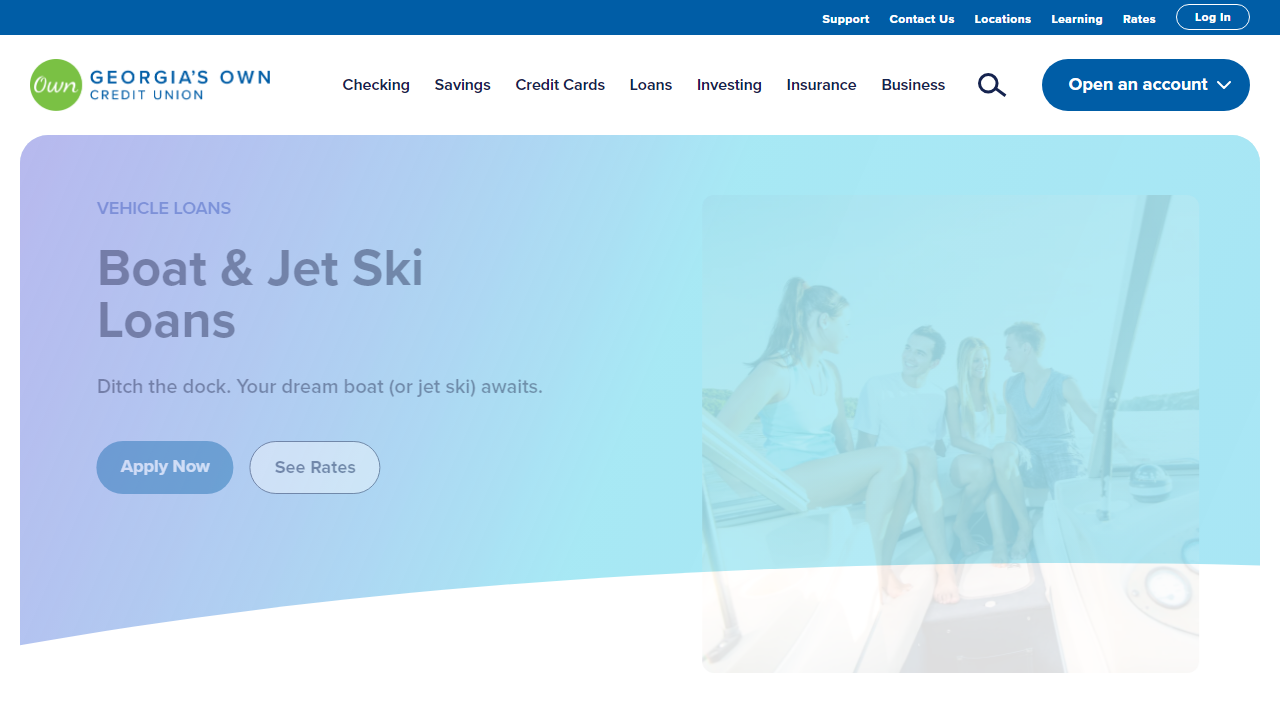 Support Contact Us Locations Learning Rates Log In
Own GEORGIA'S OWN
CREDIT UNION
Checking Savings Credit Cards Loans Investing Insurance Business Open an account
VEHICLE LOANS
Boat & Jet Ski
Loans
Ditch the dock. Your dream boat (or jet ski) awaits.
Apply Now See Rates